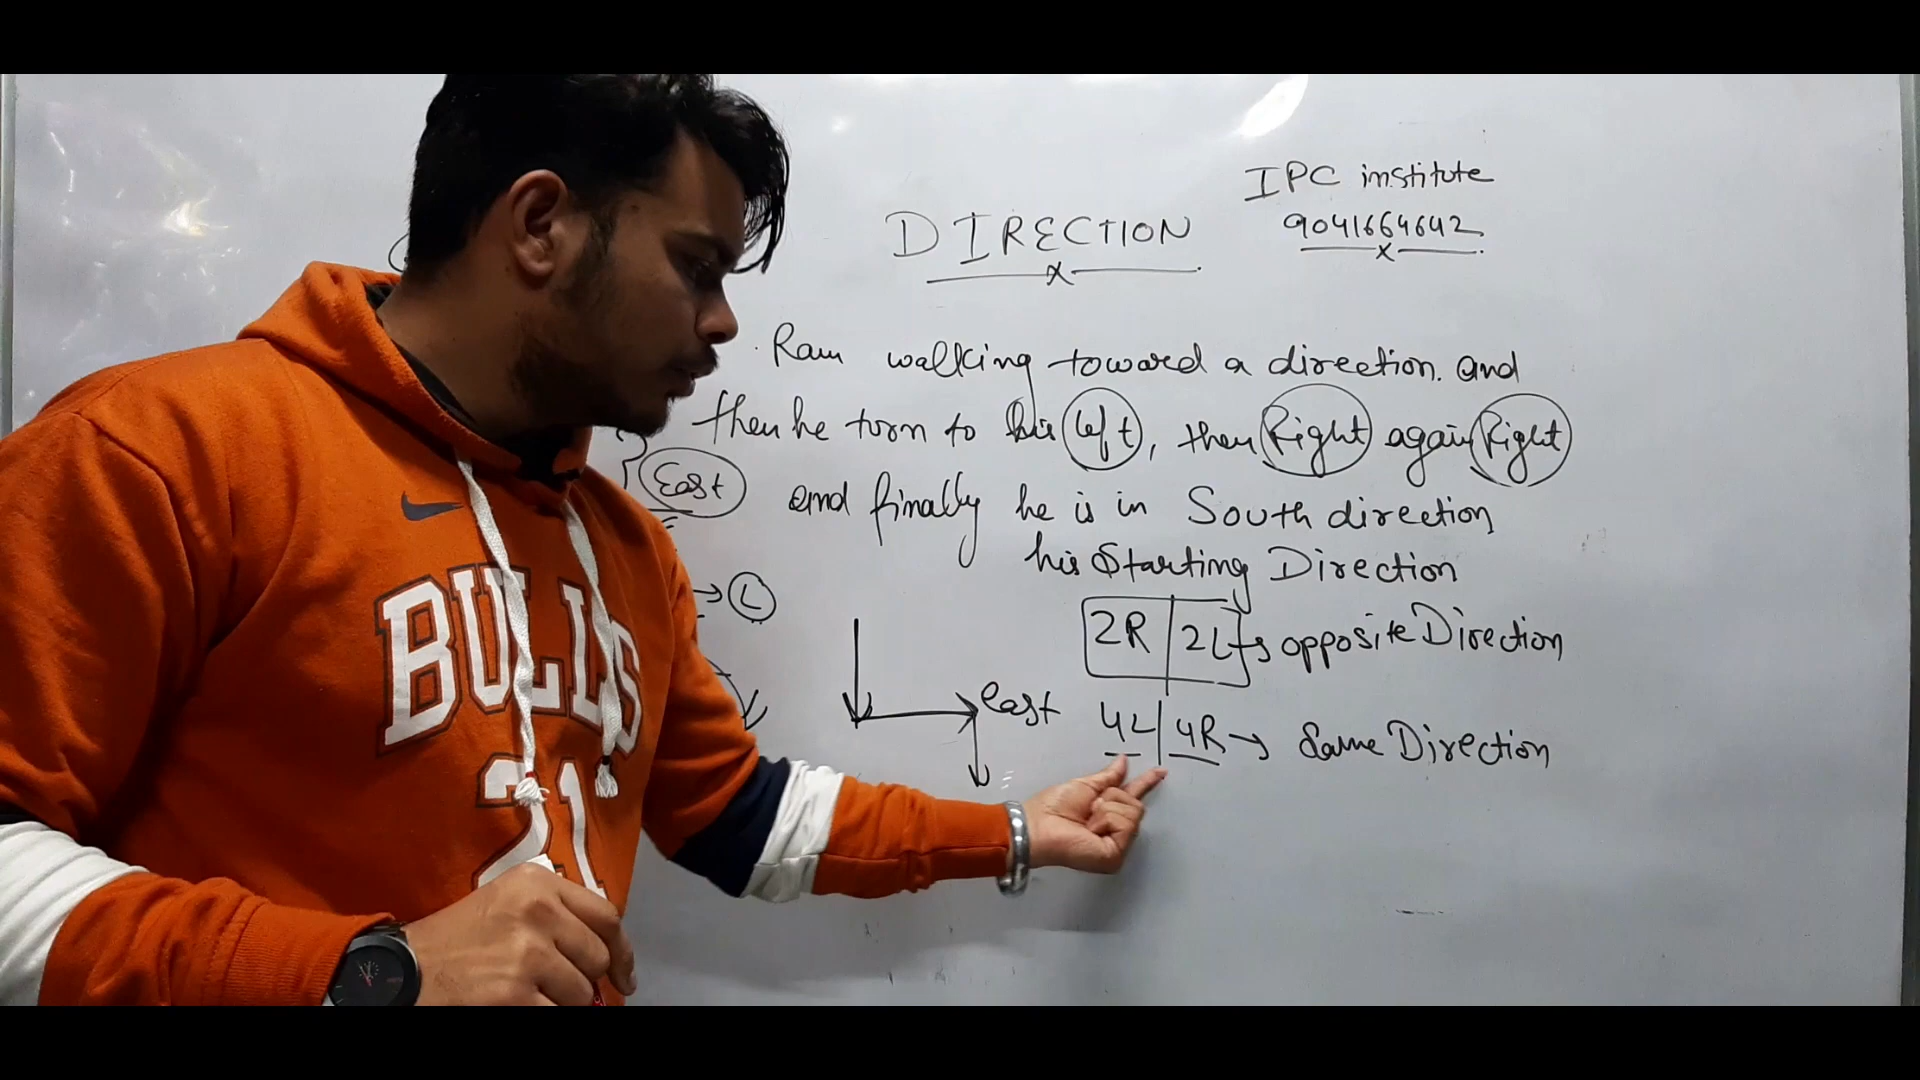 IPC institute
9041664642
x
DIRECTION
x
Ram walking toward a direction. and
then he torn to his left, then Right again Right
East and finally he is in South direction
his Starting Direction
→ L
2R | 2L → opposite Direction
east
4L | 4R → Same Direction
BULLS
21